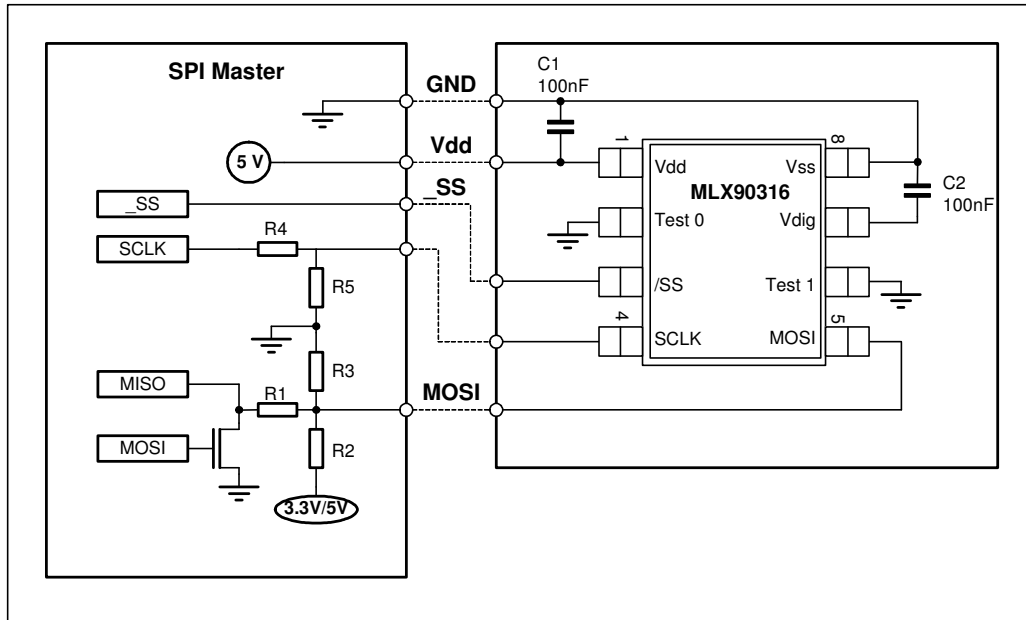 SPI Master
GND
Vdd
_SS
MOSI
5 V
_SS
SCLK
MISO
MOSI
R4
R5
R3
R1
R2
3.3V/5V
C1
100nF
C2
100nF
MLX90316
1
Vdd
Test 0
/SS
4
SCLK
8
Vss
Vdig
Test 1
5
MOSI